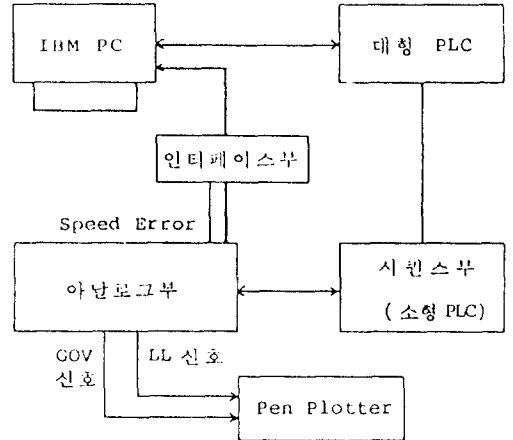 IBM PC
대형 PLC
인터페이스부
Speed Error
아날로그부
시퀀스부
(소형 PLC)
GOV
신호
LL 신호
Pen Plotter